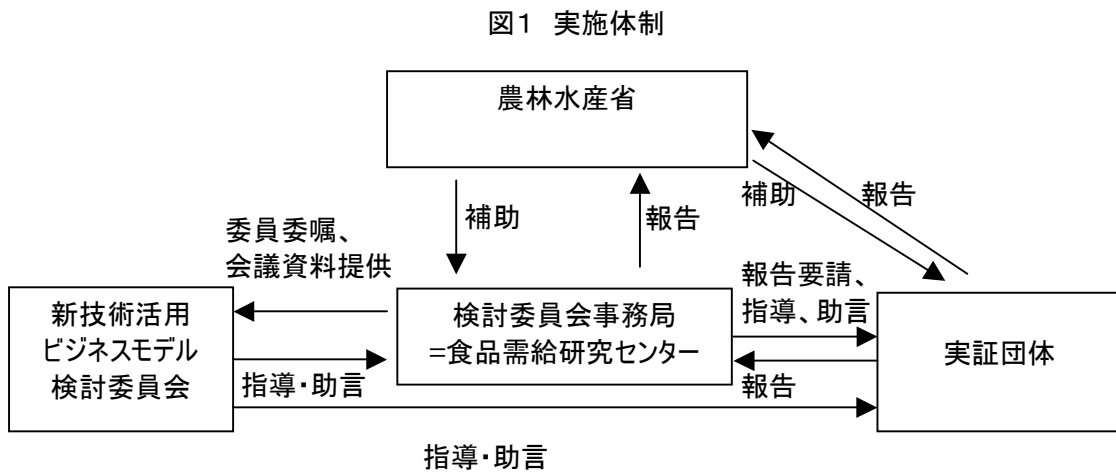 図1 実施体制
農林水産省
補助
報告
補助
報告
委員委嘱、
会議資料提供
報告要請、
指導、助言
新技術活用
ビジネスモデル
検討委員会
検討委員会事務局
=食品需給研究センター
実証団体
指導・助言
報告
指導・助言